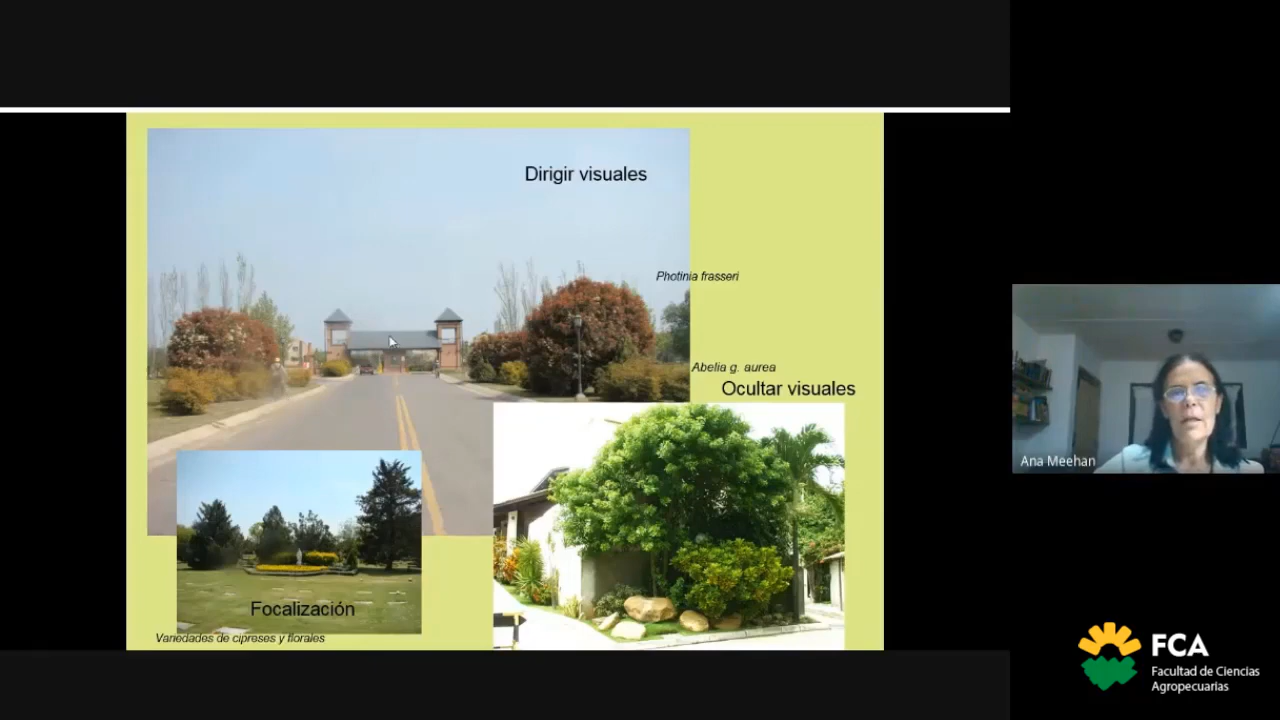 Dirigir visuales
Photinia frasseri
Abelia g. aurea
Ocultar visuales
Focalización
Variedades de cipreses y florales
Ana Meehan
FCA
Facultad de Ciencias
Agropecuarias